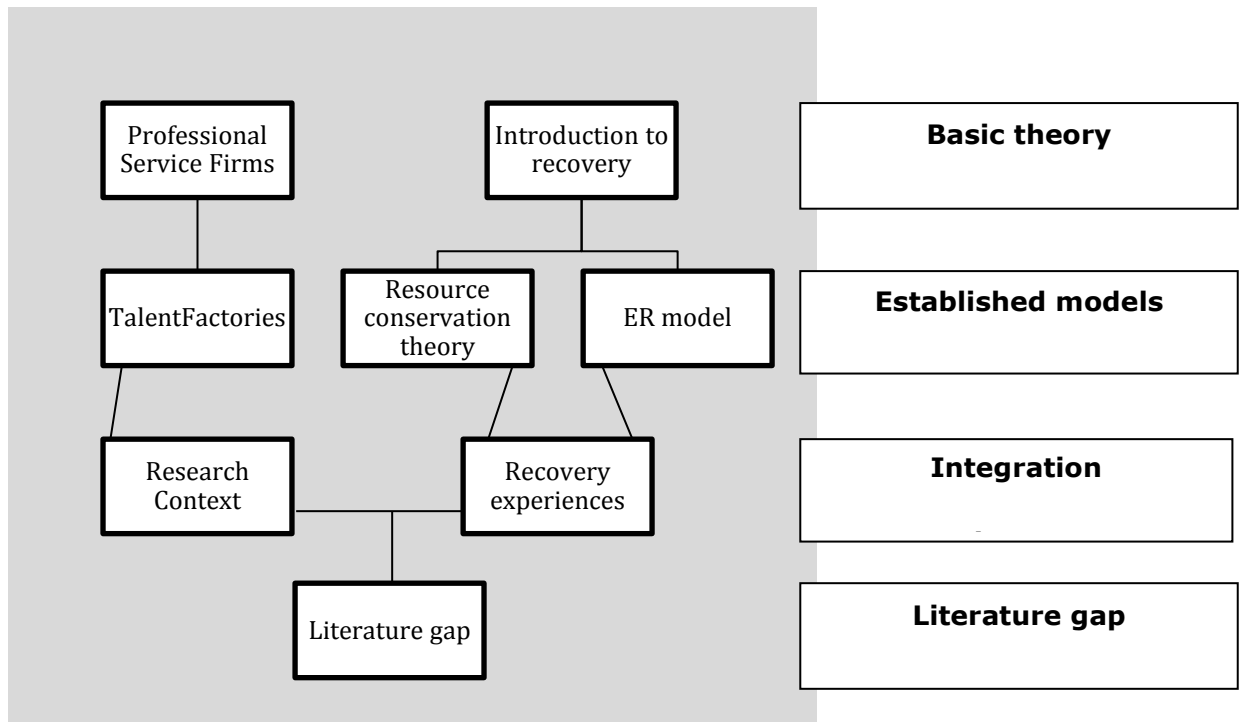 Professional
Service Firms
Introduction to
recovery
Basic theory
TalentFactories
Resource
conservation
theory
ER model
Established models
Research
Context
Recovery
experiences
Integration
Literature gap
Literature gap